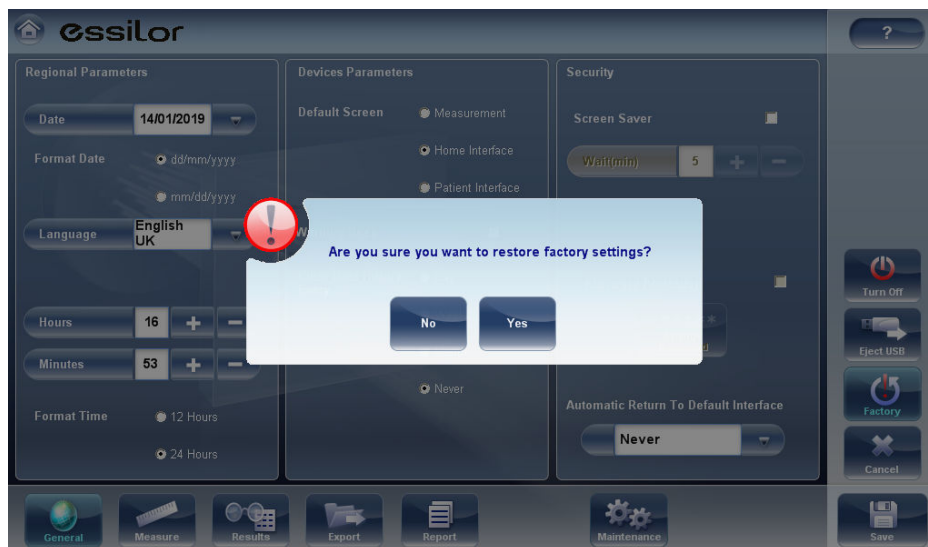 essilor
?
Regional Parameters
Date 14/01/2019
Format Date dd/mm/yyyy
mm/dd/yyyy
Language English
UK
Hours 16 + -
Minutes 53 + -
Format Time 12 Hours
24 Hours
Devices Parameters
Default Screen Measurement
Home Interface
Patient Interface
W
Never
Security
Screen Saver
Wait(min) 5 + -
Automatic Return To Default Interface
Never
!
Are you sure you want to restore factory settings?
No Yes
Turn Off
Eject USB
Factory
Cancel
General Measure Results Export Report Maintenance Save